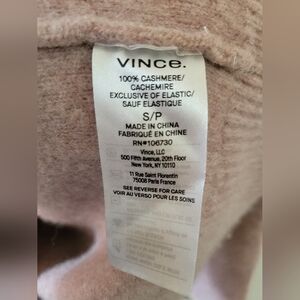 VINCE.
100% CASHMERE/
CACHEMIRE
EXCLUSIVE OF ELASTIC/
SAUF ELASTIQUE
S/P
MADE IN CHINA
FABRIQUÉ EN CHINE
RN#106730
Vince, LLC
500 Fifth Avenue, 20th Floor
New York, NY 10110
11 Rue Saint Florentin
75008 Paris France
SEE REVERSE FOR CARE
VOIR AU VERSO POUR LES SOINS